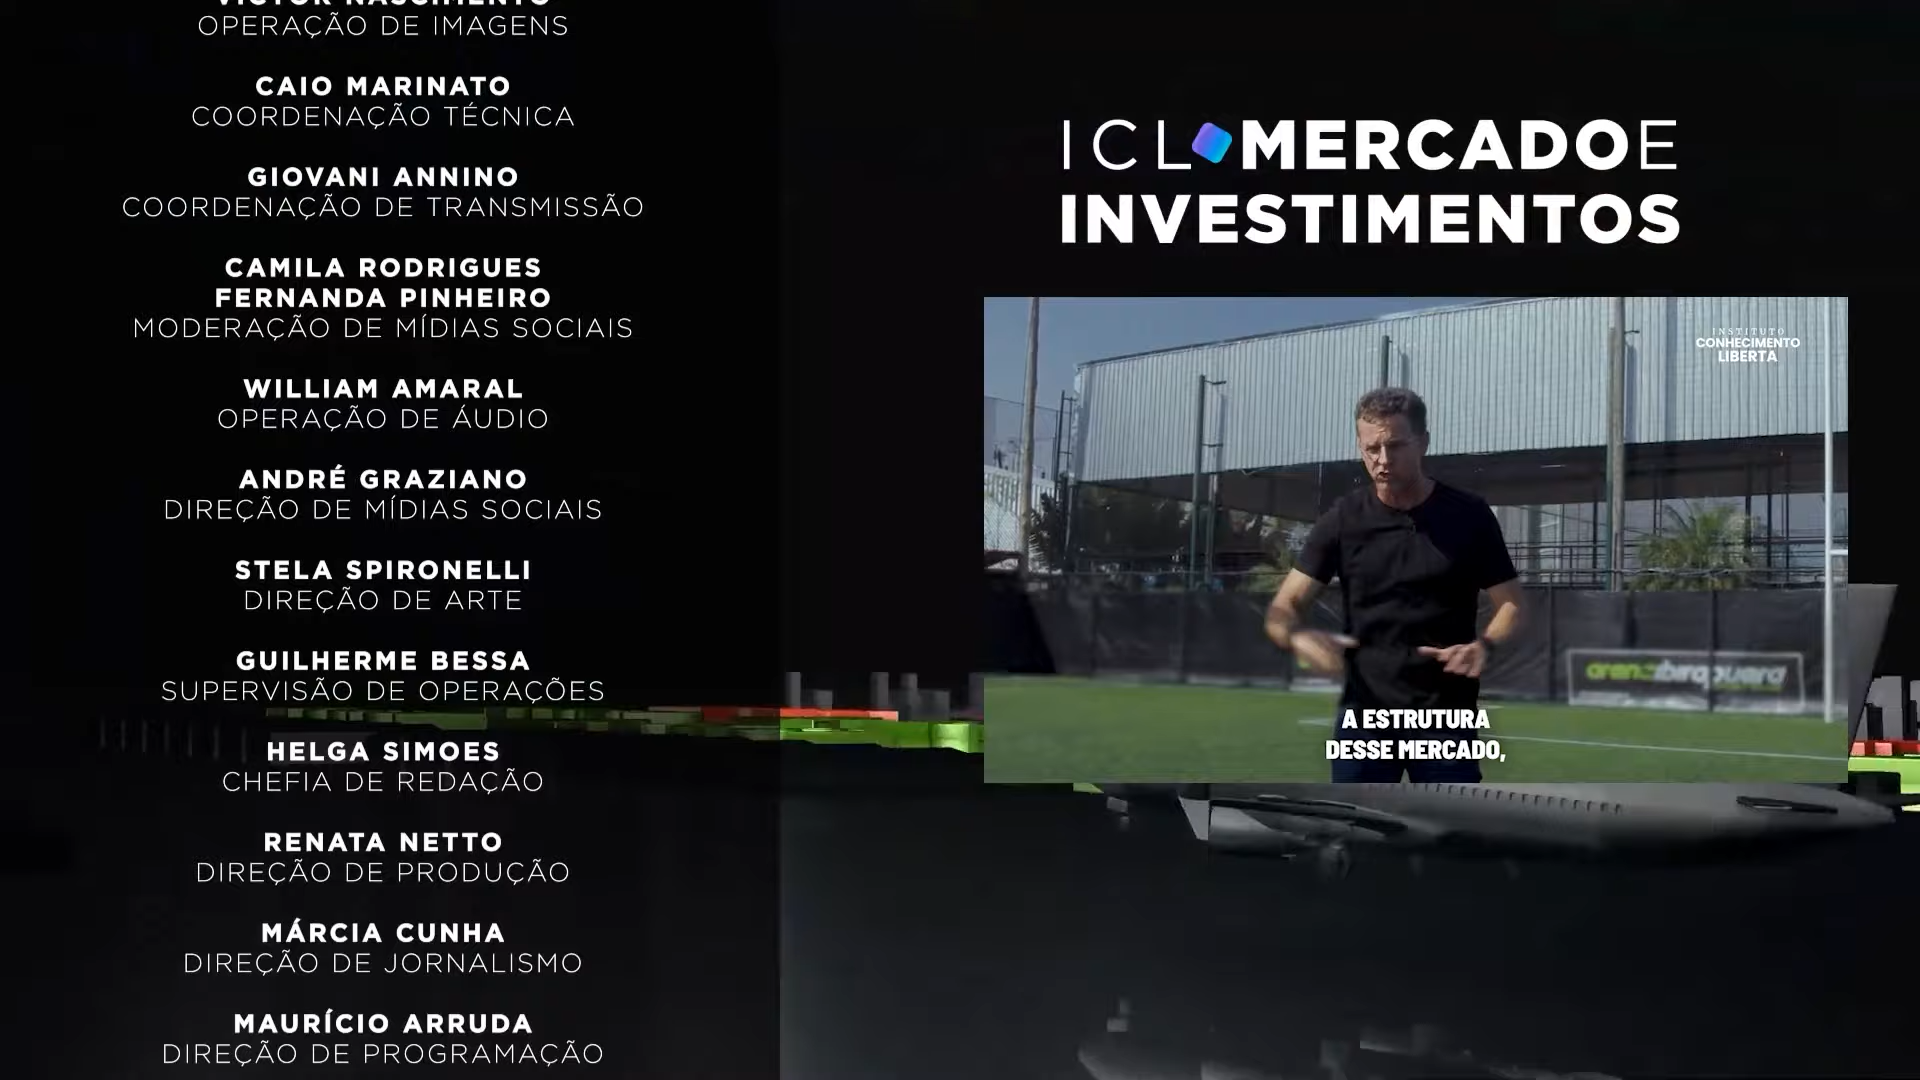 VICTOR NASCIMENTO
OPERAÇÃO DE IMAGENS
CAIO MARINATO
COORDENAÇÃO TÉCNICA
GIOVANI ANNINO
COORDENAÇÃO DE TRANSMISSÃO
CAMILA RODRIGUES
FERNANDA PINHEIRO
MODERAÇÃO DE MÍDIAS SOCIAIS
WILLIAM AMARAL
OPERAÇÃO DE ÁUDIO
ANDRÉ GRAZIANO
DIREÇÃO DE MÍDIAS SOCIAIS
STELA SPIRONELLI
DIREÇÃO DE ARTE
GUILHERME BESSA
SUPERVISÃO DE OPERAÇÕES
HELGA SIMOES
CHEFIA DE REDAÇÃO
RENATA NETTO
DIREÇÃO DE PRODUÇÃO
MÁRCIA CUNHA
DIREÇÃO DE JORNALISMO
MAURÍCIO ARRUDA
DIREÇÃO DE PROGRAMAÇÃO
ICL MERCADO E
INVESTIMENTOS
INSTITUTO
CONHECIMENTO
LIBERTA
arenaibirapuera
A ESTRUTURA
DESSE MERCADO,